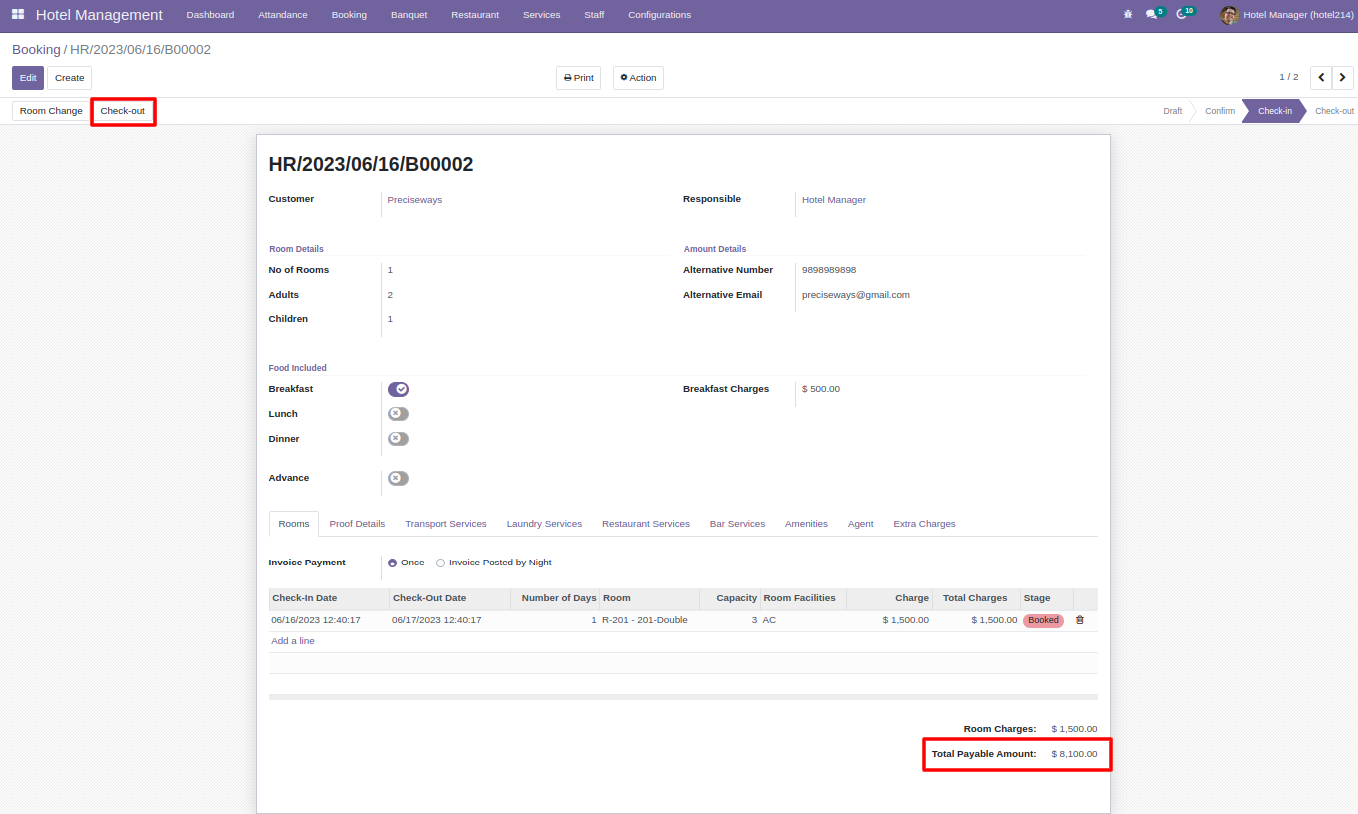 Hotel Management Dashboard Attendance Booking Banquet Restaurant Services Staff Configurations 5 10 Hotel Manager (hotel214)
Booking / HR/2023/06/16/B00002
Edit Create Print Action 1 / 2
Room Change Check-out Draft Confirm Check-in Check-out
HR/2023/06/16/B00002
Customer Preciseways Responsible Hotel Manager
Room Details Amount Details
No of Rooms 1 Alternative Number 9898989898
Adults 2 Alternative Email preciseways@gmail.com
Children 1
Food Included
Breakfast Breakfast Charges $ 500.00
Lunch
Dinner
Advance
Rooms Proof Details Transport Services Laundry Services Restaurant Services Bar Services Amenities Agent Extra Charges
Invoice Payment Once Invoice Posted by Night
Check-In Date Check-Out Date Number of Days Room Capacity Room Facilities Charge Total Charges Stage
06/16/2023 12:40:17 06/17/2023 12:40:17 1 R-201 - 201-Double 3 AC $ 1,500.00 $ 1,500.00 Booked
Add a line
Room Charges: $ 1,500.00
Total Payable Amount: $ 8,100.00